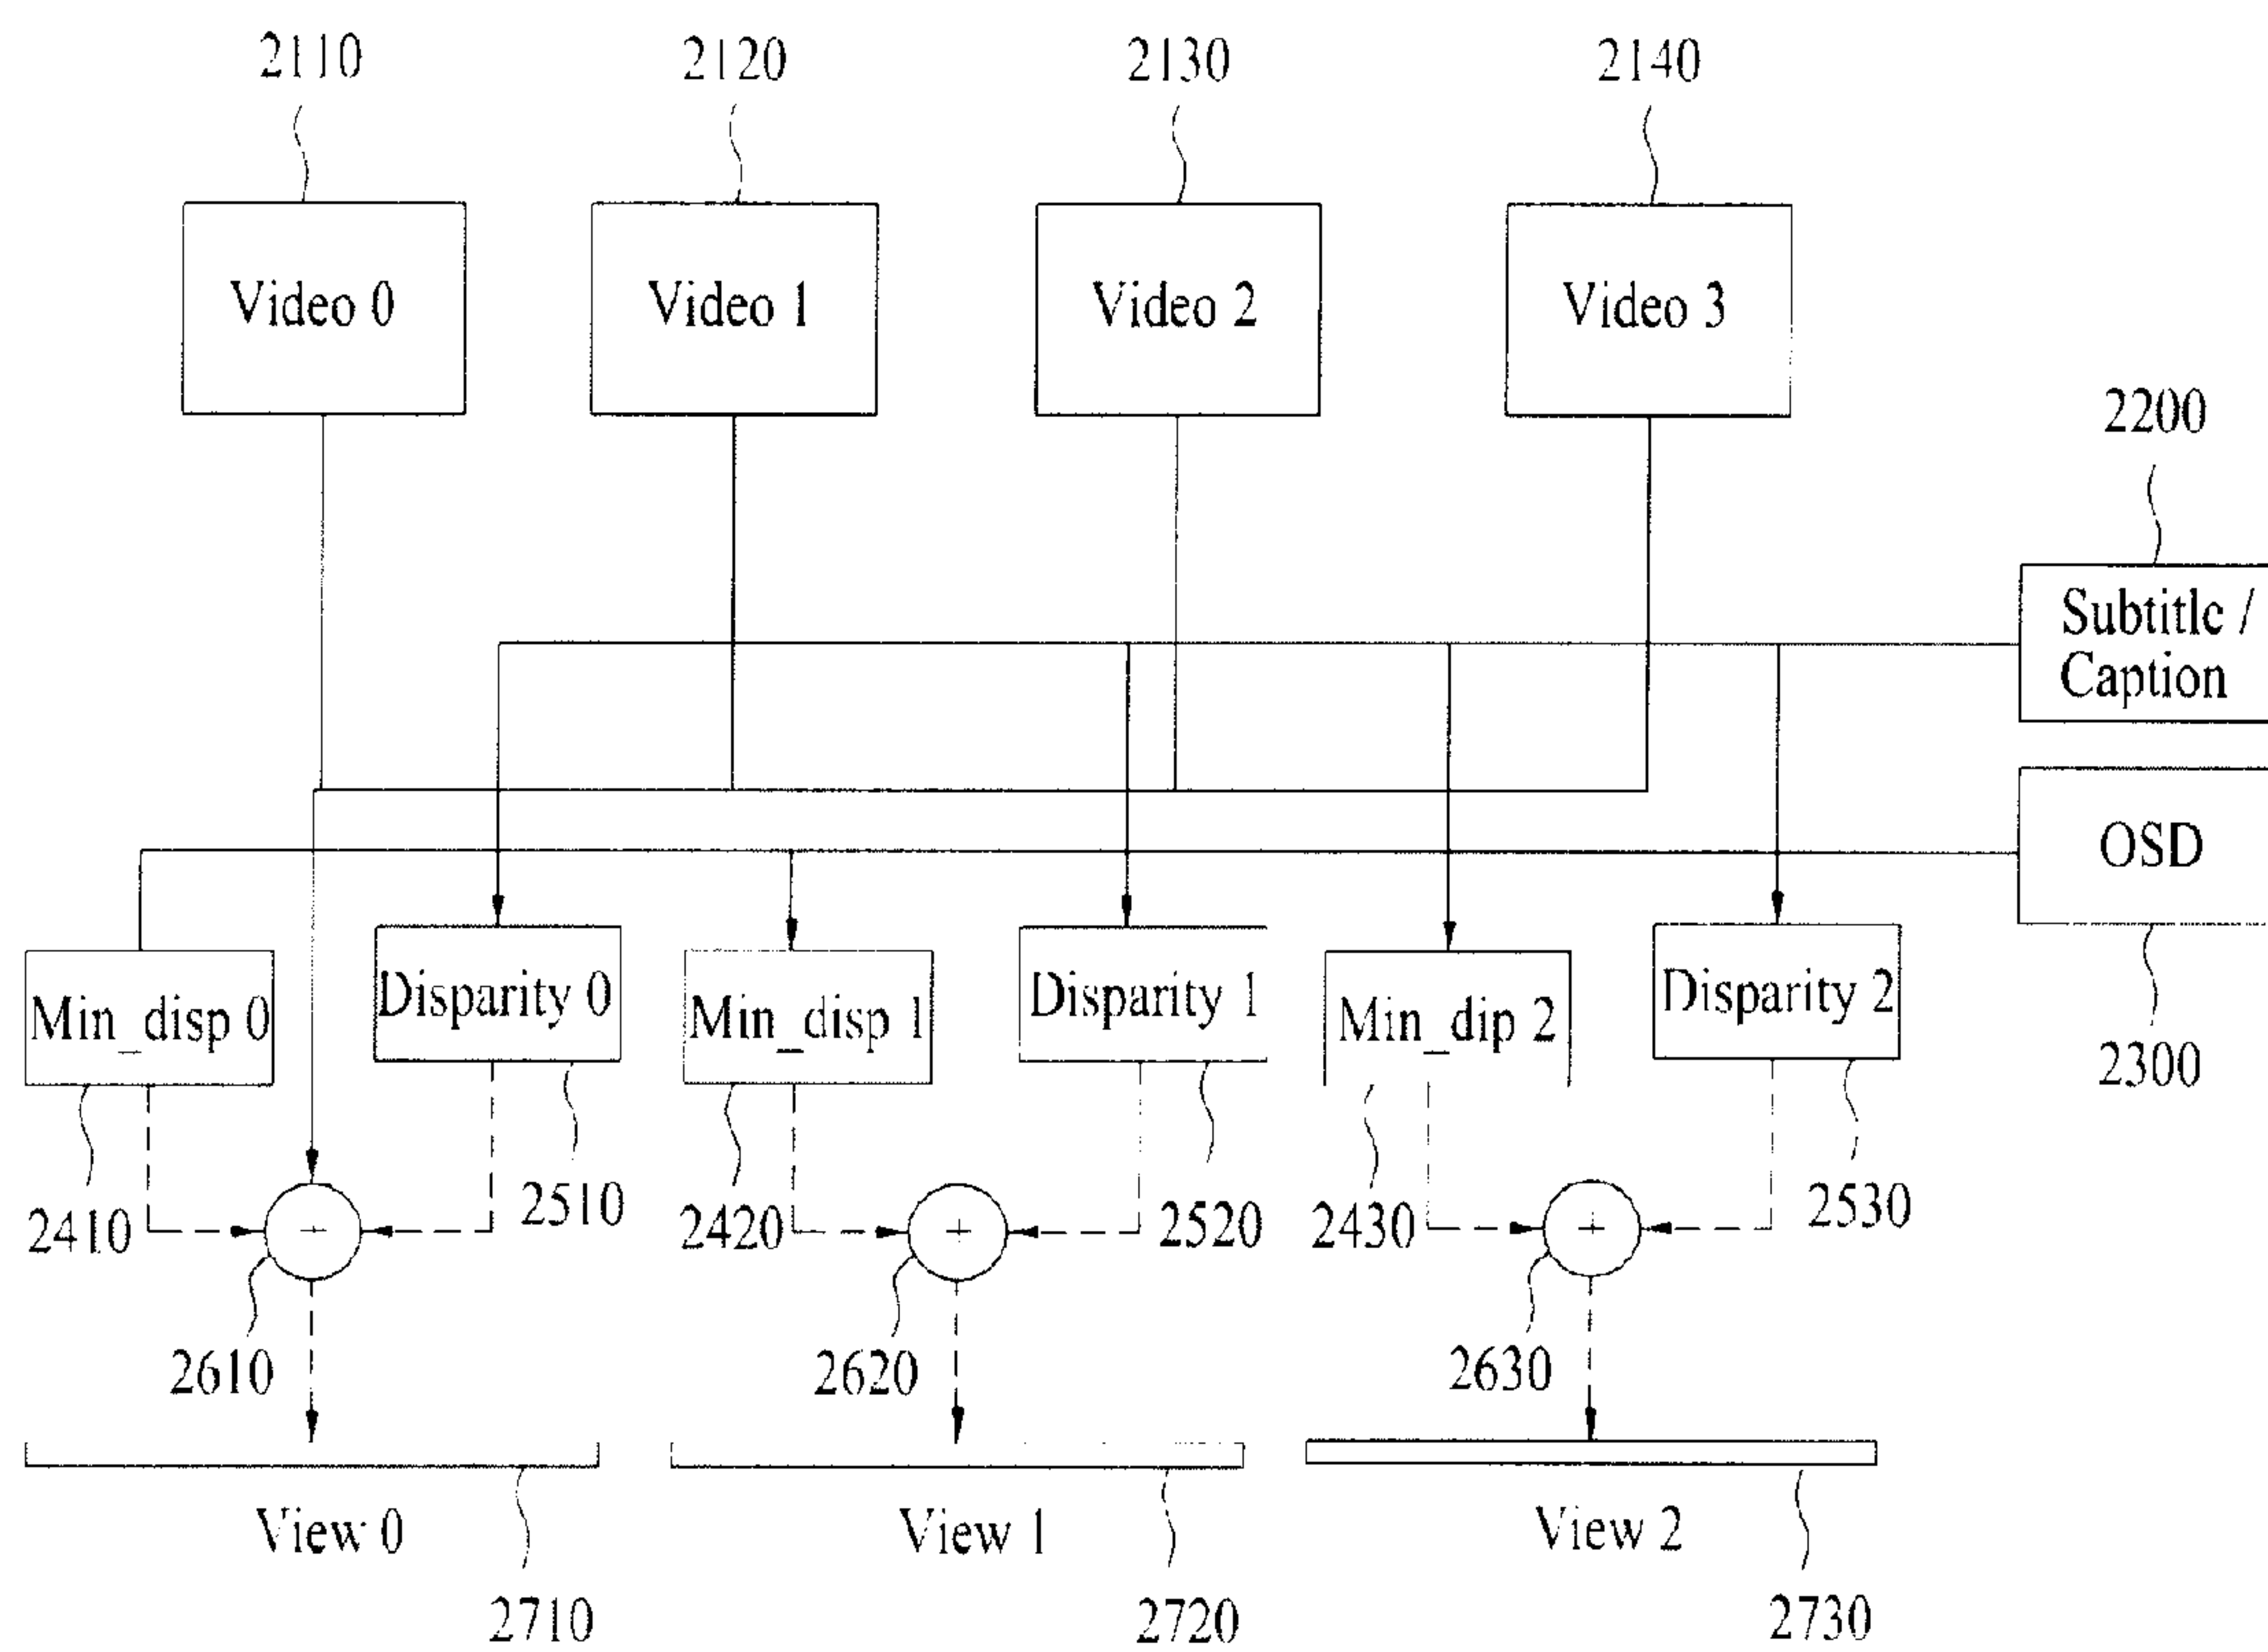 2110
2120
2130
2140
Video 0
Video 1
Video 2
Video 3
2200
Subtitle /
Caption
OSD
2300
Min_disp 0
Disparity 0
Min_disp 1
Disparity 1
Min_dip 2
Disparity 2
2410
2510
2420
2520
2430
2530
+
+
+
2610
2620
2630
View 0
View 1
View 2
2710
2720
2730